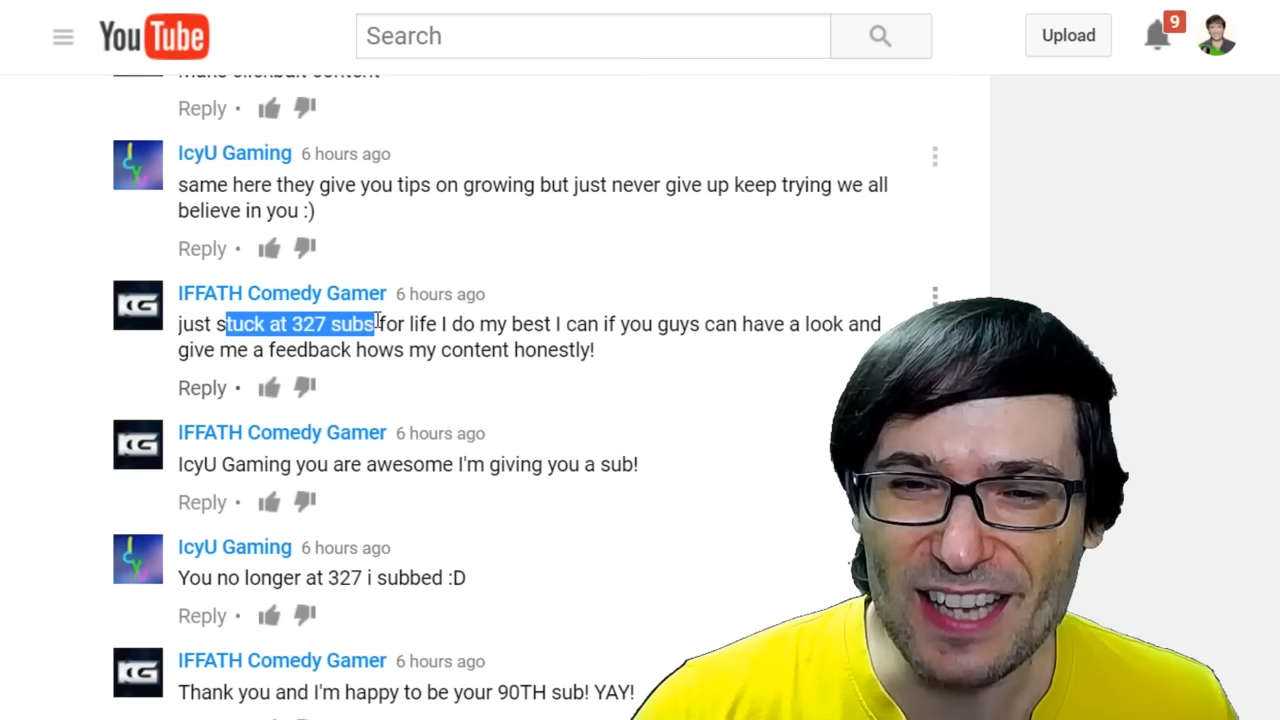 YouTube
Search
Upload
9
Make clickbait content
Reply •
IcyU Gaming 6 hours ago
same here they give you tips on growing but just never give up keep trying we all
believe in you :)
Reply •
IFFATH Comedy Gamer 6 hours ago
just stuck at 327 subs for life I do my best I can if you guys can have a look and
give me a feedback hows my content honestly!
Reply •
IFFATH Comedy Gamer 6 hours ago
IcyU Gaming you are awesome I'm giving you a sub!
Reply •
IcyU Gaming 6 hours ago
You no longer at 327 i subbed :D
Reply •
IFFATH Comedy Gamer 6 hours ago
Thank you and I'm happy to be your 90TH sub! YAY!